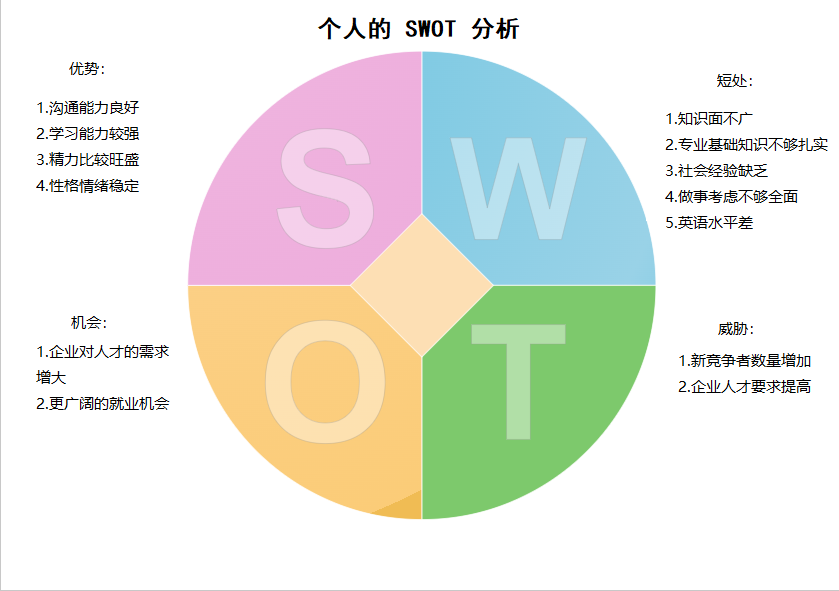 个人的 SWOT 分析
优势：
1.沟通能力良好
2.学习能力较强
3.精力比较旺盛
4.性格情绪稳定
S
W
短处：
1.知识面不广
2.专业基础知识不够扎实
3.社会经验缺乏
4.做事考虑不够全面
5.英语水平差
机会：
1.企业对人才的需求
增大
2.更广阔的就业机会
O
T
威胁：
1.新竞争者数量增加
2.企业人才要求提高